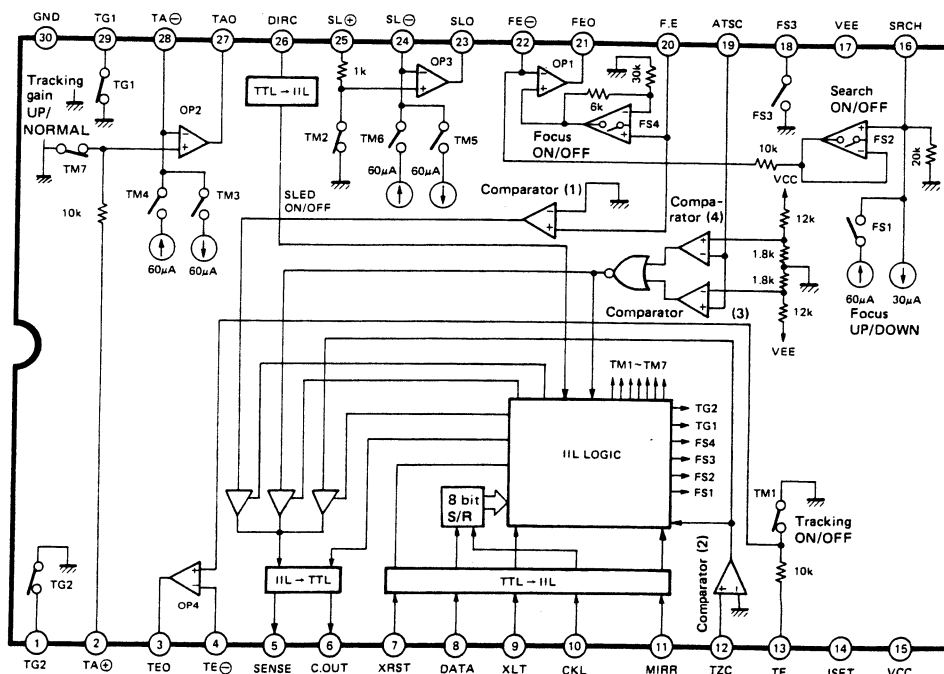 GND TG1 TA⊖ TAO DIRC SL⊕ SL⊖ SLO FE⊖ FEO F.E ATSC FS3 VEE SRCH
30 29 28 27 26 25 24 23 22 21 20 19 18 17 16
Tracking
gain
UP/
NORMAL
TG1
OP2
TM7
TM4
TM3
60μA
60μA
10k
TTL → IIL
SLED
ON/OFF
1k
TM2
OP3
TM6
TM5
60μA
60μA
OP1
30k
6k
FS4
Focus
ON/OFF
Comparator (1)
Compa-
rator (4)
Comparator
(3)
FS3
Search
ON/OFF
FS2
10k
20k
VCC
12k
1.8k
1.8k
12k
VEE
FS1
60μA
30μA
Focus
UP/DOWN
TM1~TM7
IIL LOGIC
TG2
TG1
FS4
FS3
FS2
FS1
8 bit
S/R
TM1
Tracking
ON/OFF
10k
Comparator (2)
TG2
OP4
IIL → TTL
TTL → IIL
1 2 3 4 5 6 7 8 9 10 11 12 13 14 15
TG2 TA⊕ TEO TE⊖ SENSE C.OUT XRST DATA XLT CKL MIRR TZC TE ISET VCC